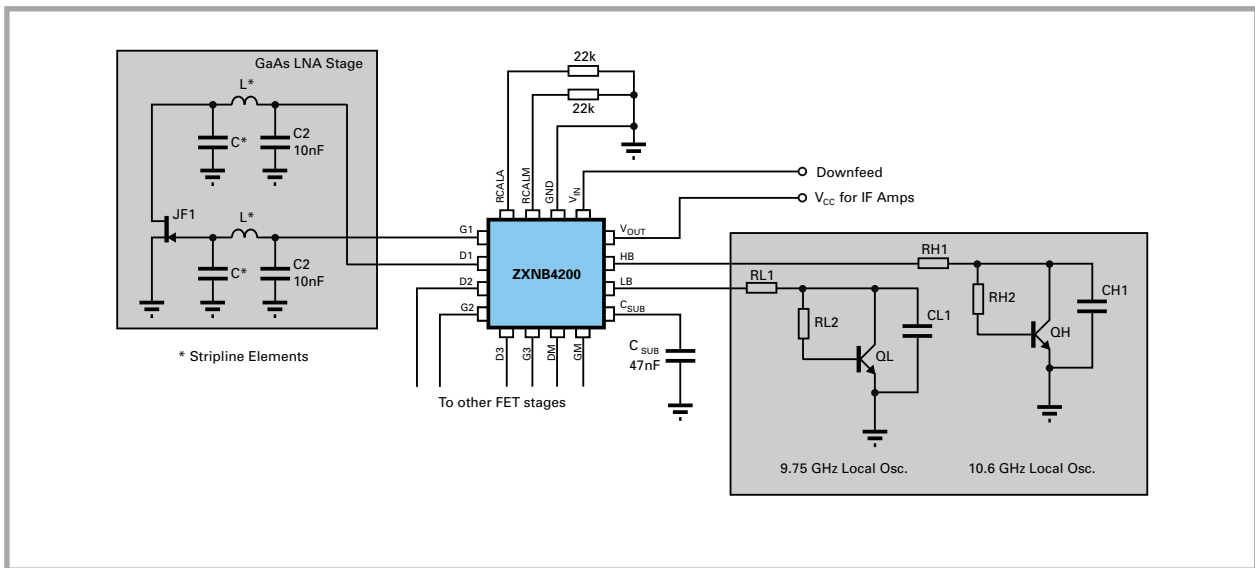 GaAs LNA Stage
L*
C*
C2
10nF
JF1
L*
C*
C2
10nF
* Stripline Elements
22k
22k
RCALA
RCALM
GND
VIN
G1
D1
D2
G2
ZXNB4200
VOUT
HB
LB
CSUB
D3
G3
DM
GM
To other FET stages
Downfeed
VCC for IF Amps
C SUB
47nF
RH1
RL1
RH2
CH1
RL2
CL1
QH
QL
9.75 GHz Local Osc.
10.6 GHz Local Osc.